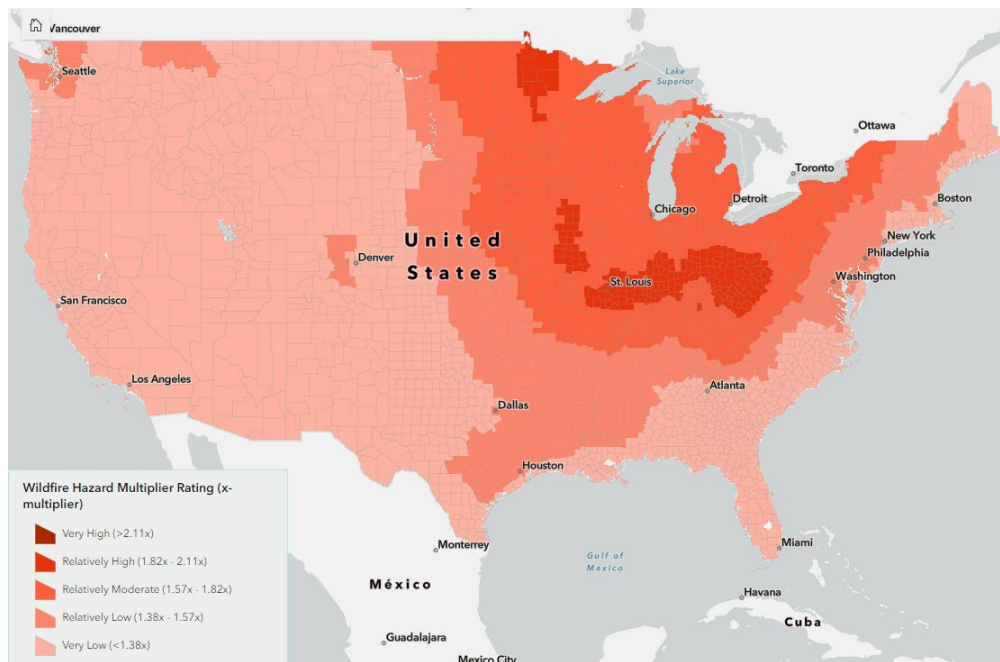 Vancouver
Seattle
Lake
Superior
Ottawa
Toronto
Detroit
Chicago
Boston
New York
Philadelphia
Washington
United
States
Denver
St. Louis
San Francisco
Los Angeles
Atlanta
Dallas
Houston
Wildfire Hazard Multiplier Rating (x-
multiplier)
Very High (>2.11x)
Relatively High (1.82x - 2.11x)
Relatively Moderate (1.57x - 1.82x)
Relatively Low (1.38x - 1.57x)
Very Low (<1.38x)
Monterrey
Gulf of
Mexico
Miami
México
Havana
Cuba
Guadalajara
Mexico City